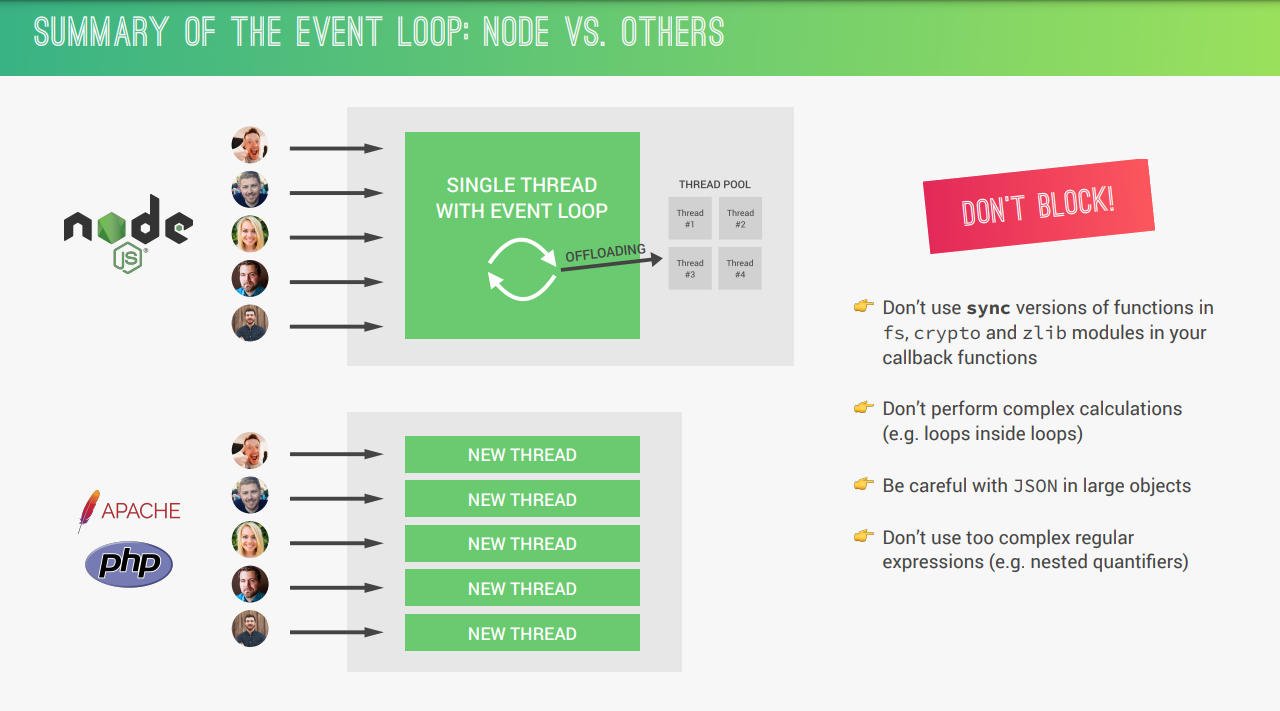 SUMMARY OF THE EVENT LOOP: NODE VS. OTHERS
node
JS®
SINGLE THREAD
WITH EVENT LOOP
OFFLOADING
THREAD POOL
Thread
#1
Thread
#2
Thread
#3
Thread
#4
APACHE
php
NEW THREAD
NEW THREAD
NEW THREAD
NEW THREAD
NEW THREAD
DON'T BLOCK!
Don't use sync versions of functions in
fs, crypto and zlib modules in your
callback functions
Don't perform complex calculations
(e.g. loops inside loops)
Be careful with JSON in large objects
Don't use too complex regular
expressions (e.g. nested quantifiers)